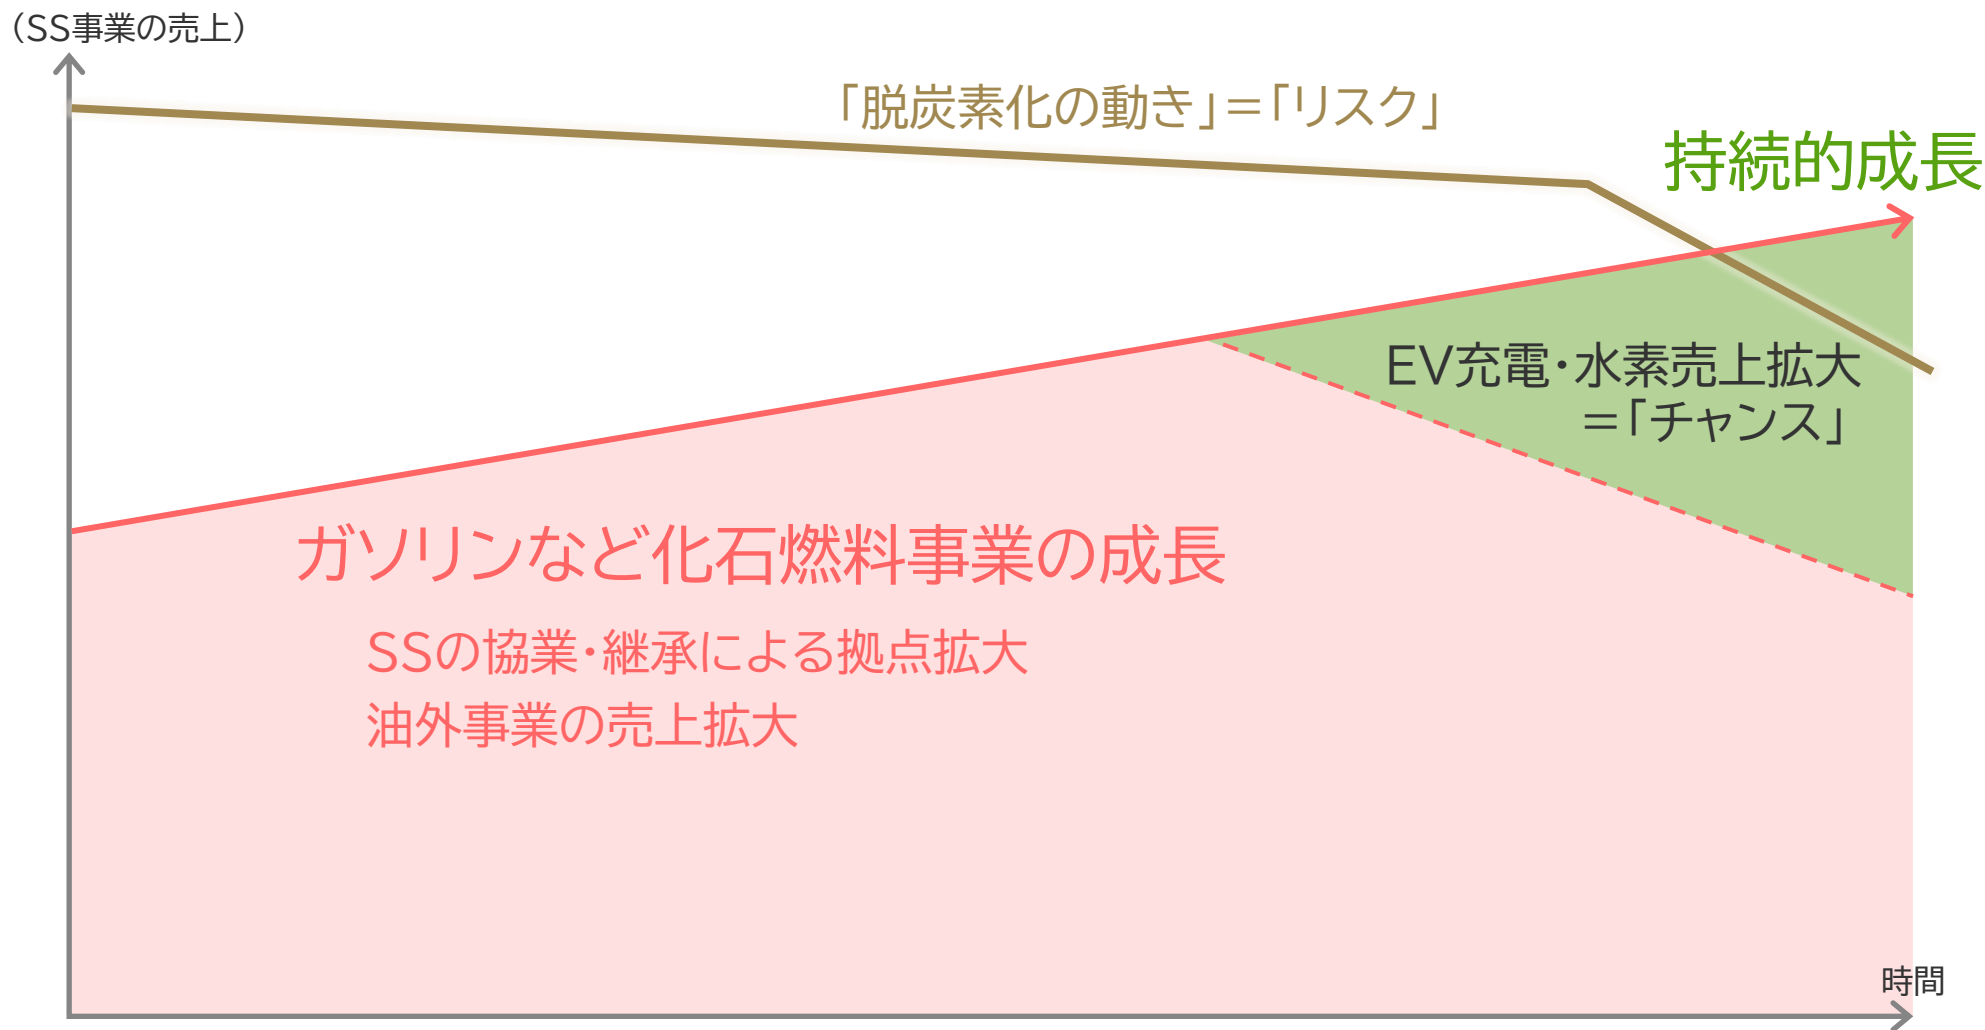 （SS事業の売上）
「脱炭素化の動き」＝「リスク」
持続的成長
EV充電・水素売上拡大
＝「チャンス」
ガソリンなど化石燃料事業の成長
SSの協業・継承による拠点拡大
油外事業の売上拡大
時間